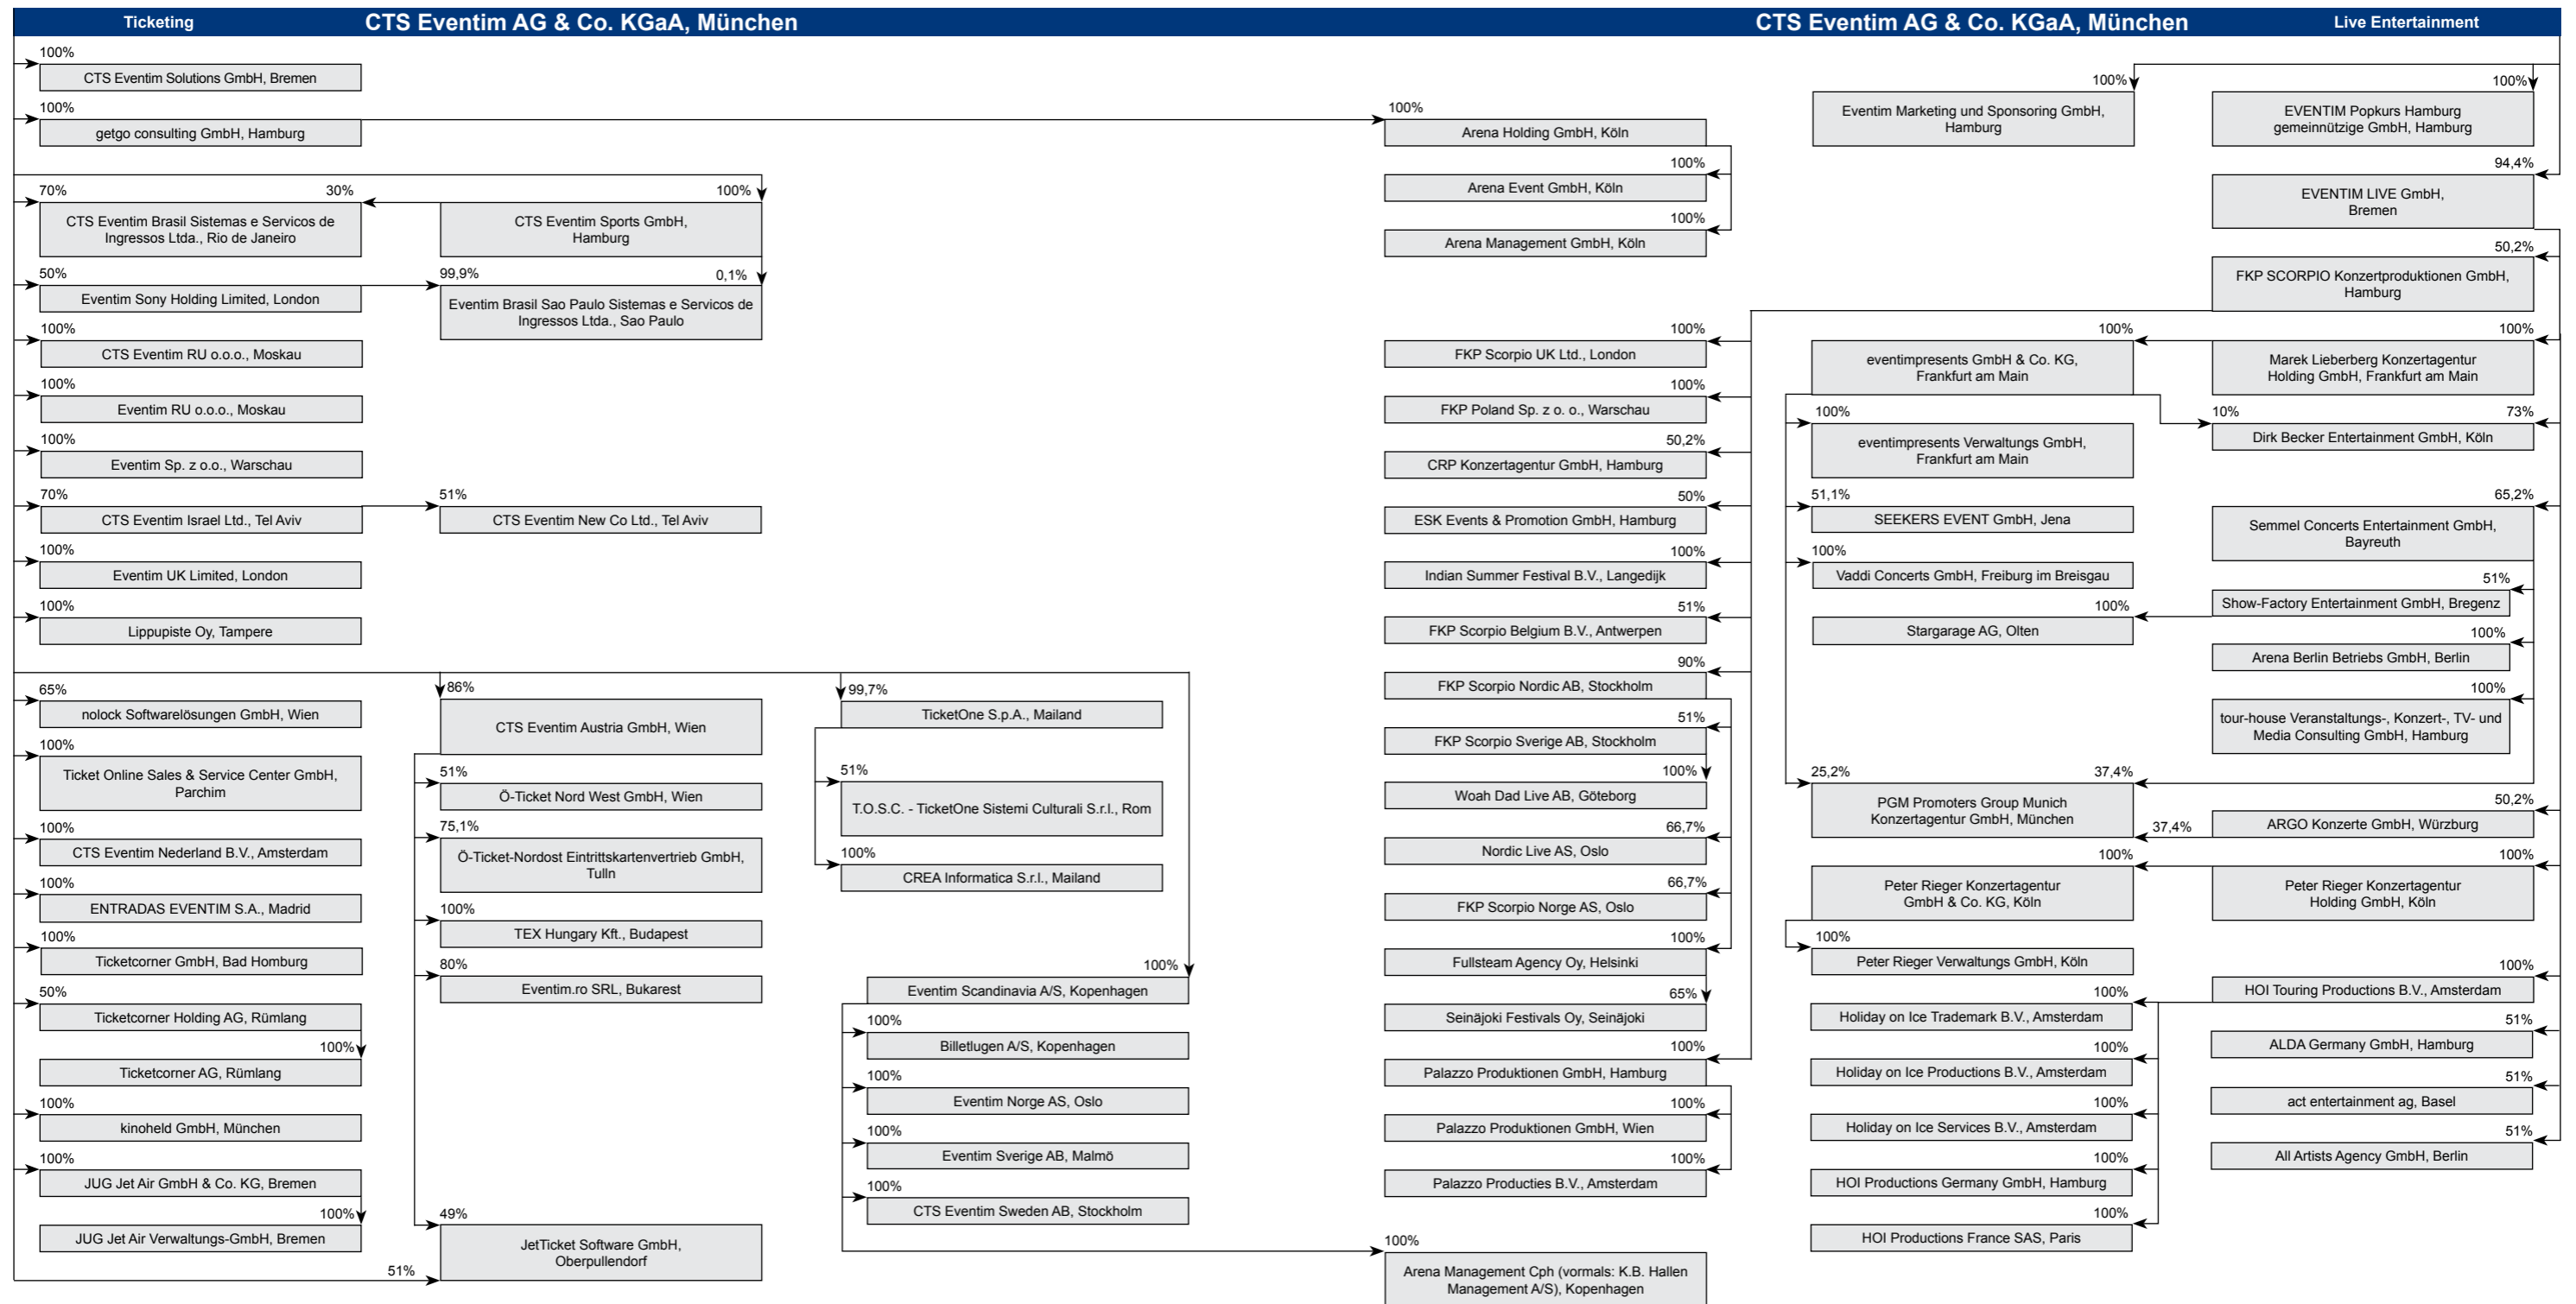 Ticketing
CTS Eventim AG & Co. KGaA, München
CTS Eventim AG & Co. KGaA, München
Live Entertainment
100%
CTS Eventim Solutions GmbH, Bremen
100%
getgo consulting GmbH, Hamburg
70%
30%
CTS Eventim Brasil Sistemas e Servicos de
Ingressos Ltda., Rio de Janeiro
100%
CTS Eventim Sports GmbH,
Hamburg
50%
Eventim Sony Holding Limited, London
99,9%
0,1%
Eventim Brasil Sao Paulo Sistemas e Servicos de
Ingressos Ltda., Sao Paulo
100%
CTS Eventim RU o.o.o., Moskau
100%
Eventim RU o.o.o., Moskau
100%
Eventim Sp. z o.o., Warschau
70%
CTS Eventim Israel Ltd., Tel Aviv
51%
CTS Eventim New Co Ltd., Tel Aviv
100%
Eventim UK Limited, London
100%
Lippupiste Oy, Tampere
65%
nolock Softwarelösungen GmbH, Wien
100%
Ticket Online Sales & Service Center GmbH,
Parchim
100%
CTS Eventim Nederland B.V., Amsterdam
100%
ENTRADAS EVENTIM S.A., Madrid
100%
Ticketcorner GmbH, Bad Homburg
50%
Ticketcorner Holding AG, Rümlang
100%
Ticketcorner AG, Rümlang
100%
kinoheld GmbH, München
100%
JUG Jet Air GmbH & Co. KG, Bremen
100%
JUG Jet Air Verwaltungs-GmbH, Bremen
86%
CTS Eventim Austria GmbH, Wien
51%
Ö-Ticket Nord West GmbH, Wien
75,1%
Ö-Ticket-Nordost Eintrittskartenvertrieb GmbH,
Tulln
100%
TEX Hungary Kft., Budapest
80%
Eventim.ro SRL, Bukarest
49%
51%
JetTicket Software GmbH,
Oberpullendorf
99,7%
TicketOne S.p.A., Mailand
51%
T.O.S.C. - TicketOne Sistemi Culturali S.r.l., Rom
100%
CREA Informatica S.r.l., Mailand
100%
Eventim Scandinavia A/S, Kopenhagen
100%
Billetlugen A/S, Kopenhagen
100%
Eventim Norge AS, Oslo
100%
Eventim Sverige AB, Malmö
100%
CTS Eventim Sweden AB, Stockholm
100%
Arena Holding GmbH, Köln
100%
Arena Event GmbH, Köln
100%
Arena Management GmbH, Köln
100%
FKP Scorpio UK Ltd., London
100%
FKP Poland Sp. z o. o., Warschau
50,2%
CRP Konzertagentur GmbH, Hamburg
50%
ESK Events & Promotion GmbH, Hamburg
100%
Indian Summer Festival B.V., Langedijk
51%
FKP Scorpio Belgium B.V., Antwerpen
90%
FKP Scorpio Nordic AB, Stockholm
51%
FKP Scorpio Sverige AB, Stockholm
100%
Woah Dad Live AB, Göteborg
66,7%
Nordic Live AS, Oslo
66,7%
FKP Scorpio Norge AS, Oslo
100%
Fullsteam Agency Oy, Helsinki
65%
Seinäjoki Festivals Oy, Seinäjoki
100%
Palazzo Produktionen GmbH, Hamburg
100%
Palazzo Produktionen GmbH, Wien
100%
Palazzo Producties B.V., Amsterdam
100%
Arena Management Cph (vormals: K.B. Hallen
Management A/S), Kopenhagen
100%
Eventim Marketing und Sponsoring GmbH,
Hamburg
100%
eventimpresents GmbH & Co. KG,
Frankfurt am Main
100%
eventimpresents Verwaltungs GmbH,
Frankfurt am Main
51,1%
SEEKERS EVENT GmbH, Jena
100%
Vaddi Concerts GmbH, Freiburg im Breisgau
100%
Stargarage AG, Olten
25,2%
37,4%
PGM Promoters Group Munich
Konzertagentur GmbH, München
37,4%
100%
Peter Rieger Konzertagentur
GmbH & Co. KG, Köln
100%
Peter Rieger Verwaltungs GmbH, Köln
100%
Holiday on Ice Trademark B.V., Amsterdam
100%
Holiday on Ice Productions B.V., Amsterdam
100%
Holiday on Ice Services B.V., Amsterdam
100%
HOI Productions Germany GmbH, Hamburg
100%
HOI Productions France SAS, Paris
100%
EVENTIM Popkurs Hamburg
gemeinnützige GmbH, Hamburg
94,4%
EVENTIM LIVE GmbH,
Bremen
50,2%
FKP SCORPIO Konzertproduktionen GmbH,
Hamburg
100%
Marek Lieberberg Konzertagentur
Holding GmbH, Frankfurt am Main
10%
73%
Dirk Becker Entertainment GmbH, Köln
65,2%
Semmel Concerts Entertainment GmbH,
Bayreuth
51%
Show-Factory Entertainment GmbH, Bregenz
100%
Arena Berlin Betriebs GmbH, Berlin
100%
tour-house Veranstaltungs-, Konzert-, TV- und
Media Consulting GmbH, Hamburg
50,2%
ARGO Konzerte GmbH, Würzburg
100%
Peter Rieger Konzertagentur
Holding GmbH, Köln
100%
HOI Touring Productions B.V., Amsterdam
51%
ALDA Germany GmbH, Hamburg
51%
act entertainment ag, Basel
51%
All Artists Agency GmbH, Berlin